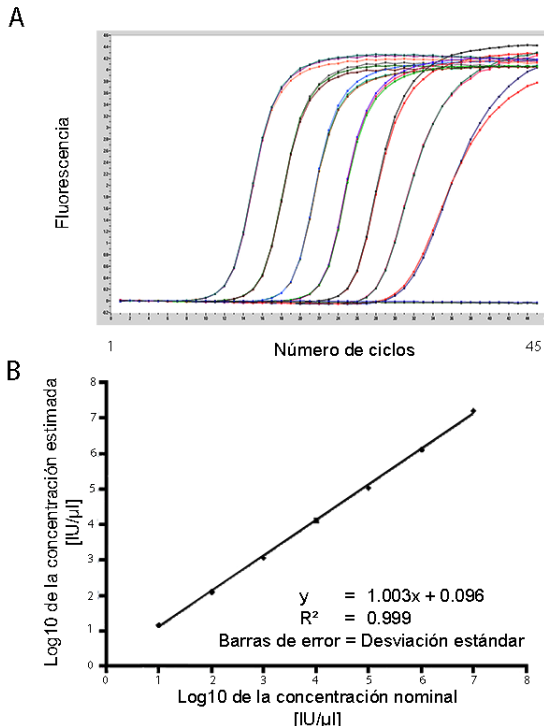 A
Fluorescencia
1
Número de ciclos
45
B
Log10 de la concentración estimada
[IU/µl]
8
7
6
5
4
3
2
1
0
y = 1.003x + 0.096
R² = 0.999
Barras de error = Desviación estándar
0 1 2 3 4 5 6 7 8
Log10 de la concentración nominal
[IU/µl]